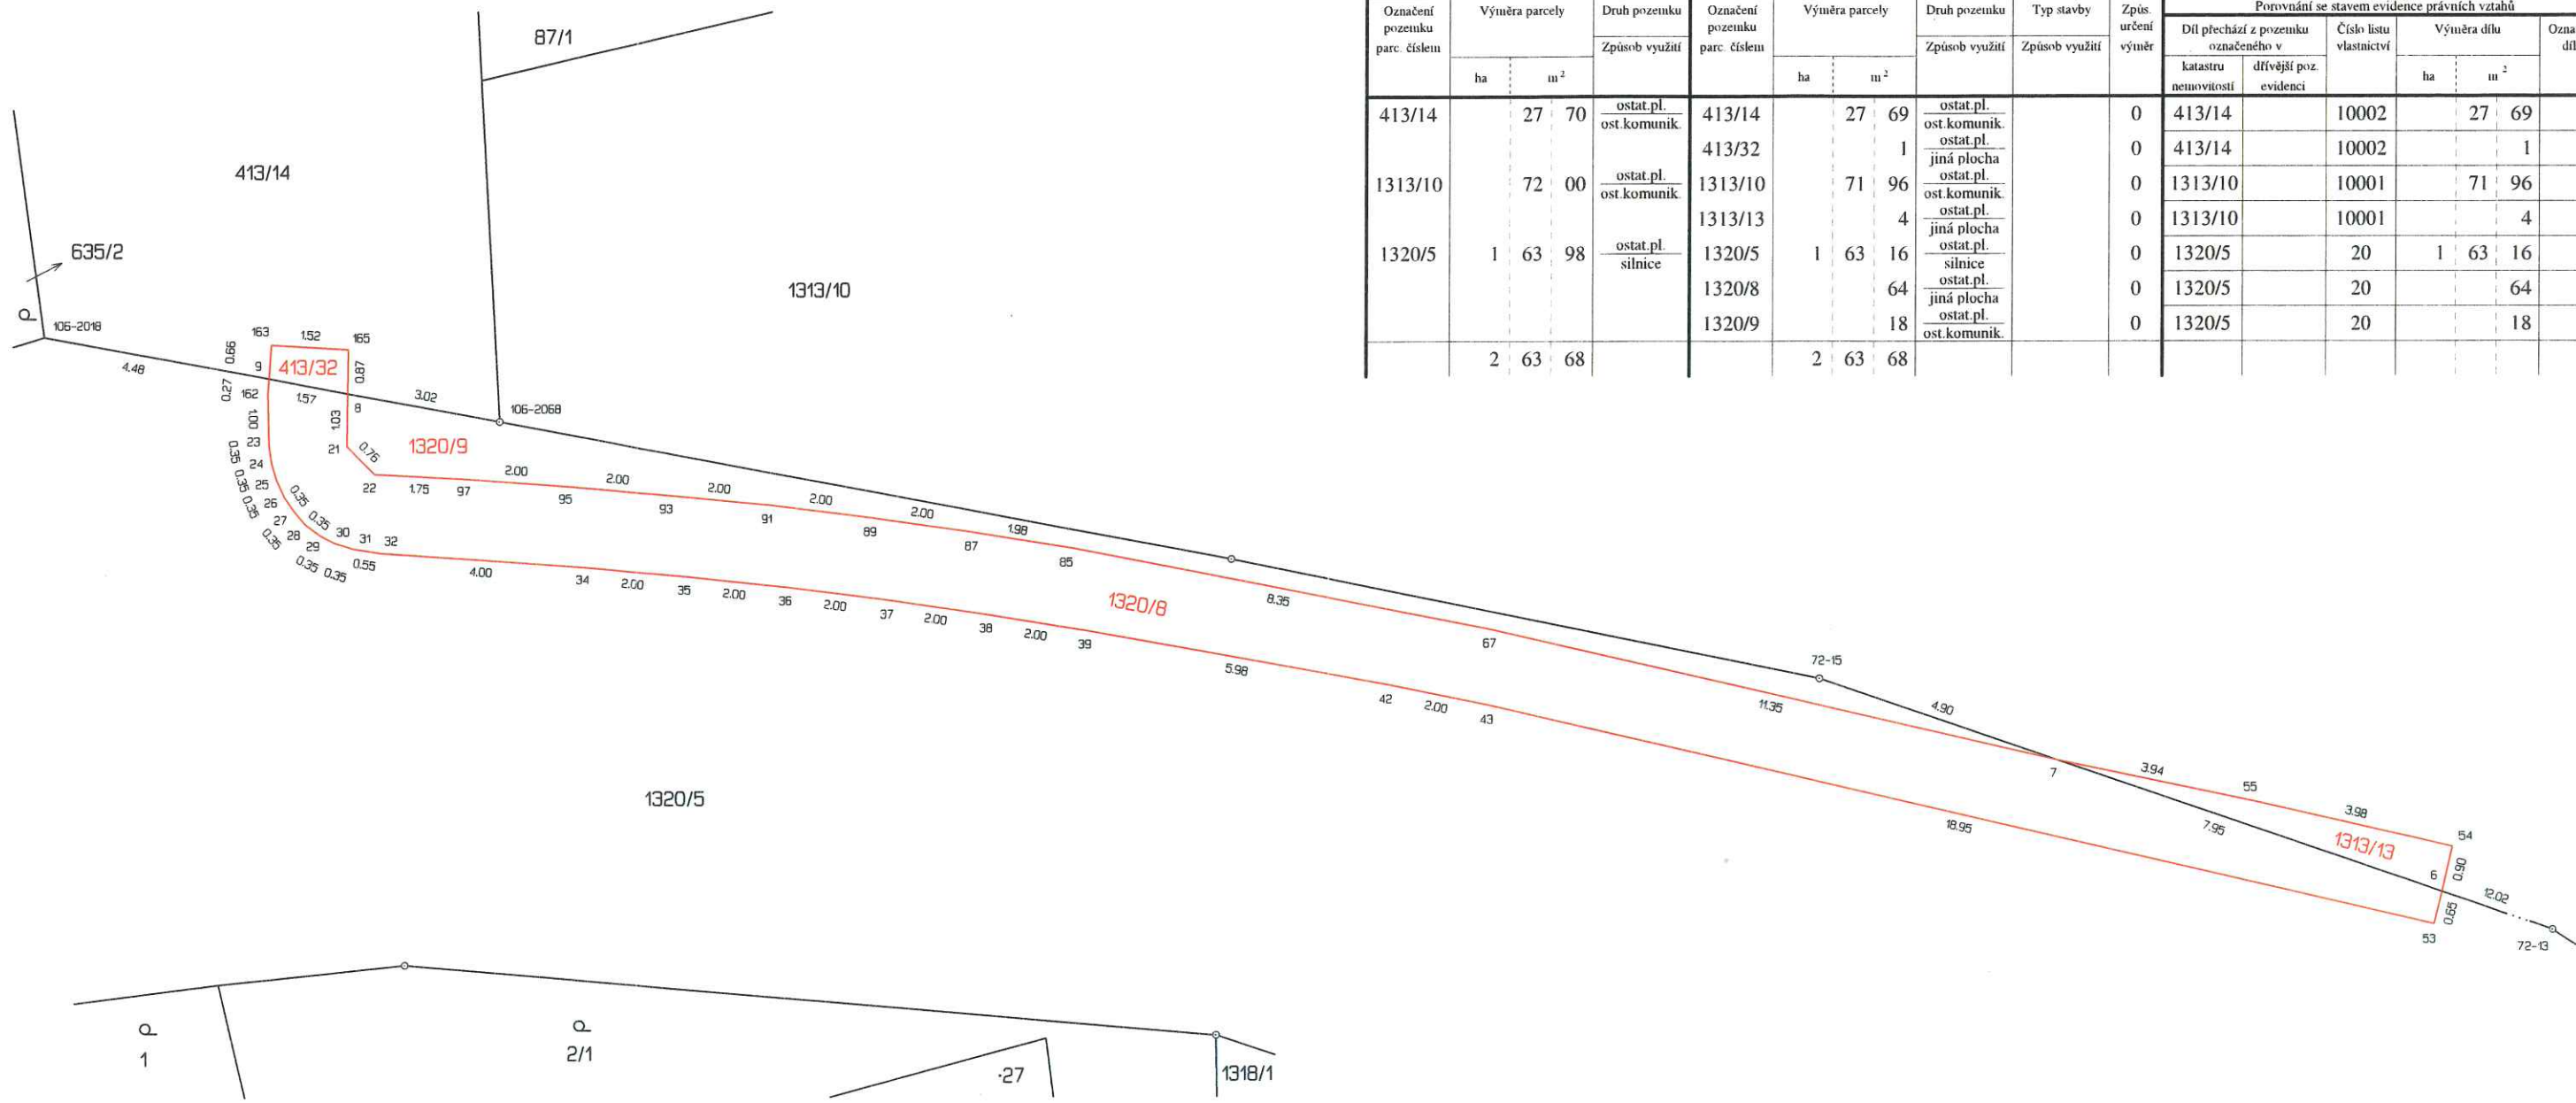 Označení pozemku parc. číslem | Výměra parcely | Druh pozemku | Označení pozemku parc. číslem | Výměra parcely | Druh pozemku | Typ stavby | Způs. určení výměr | Porovnání se stavem evidence právních vztahů
Způsob využití | Způsob využití | Způsob využití | Díl přechází z pozemku označeného v | Číslo listu vlastnictví | Výměra dílu
ha | m² | ha | m² | katastru nemovitostí | dřívější poz. evidenci | ha | m²
413/14 | 27 70 | ostat.pl. ost.komunik. | 413/14 | 27 69 | ostat.pl. ost.komunik. | 0 | 413/14 | 10002 | 27 69
413/32 | 1 | ostat.pl. jiná plocha | 0 | 413/14 | 10002 | 1
1313/10 | 72 00 | ostat.pl. ost.komunik. | 1313/10 | 71 96 | ostat.pl. ost.komunik. | 0 | 1313/10 | 10001 | 71 96
1313/13 | 4 | ostat.pl. jiná plocha | 0 | 1313/10 | 10001 | 4
1320/5 | 1 63 98 | ostat.pl. silnice | 1320/5 | 1 63 16 | ostat.pl. silnice | 0 | 1320/5 | 20 | 1 63 16
1320/8 | 64 | ostat.pl. jiná plocha | 0 | 1320/5 | 20 | 64
1320/9 | 18 | ostat.pl. ost.komunik. | 0 | 1320/5 | 20 | 18
2 63 68 | 2 63 68
87/1
413/14
635/2
1313/10
P
106-2018
163 1.52 165
0.66 9 413/32 0.87
4.48
0.27 162 1.57 8 3.02
106-2068
1.00 1.03
23 21 0.76 1320/9
0.35 24
0.35 25
0.35 26
27
0.35 28
29
0.35 0.35 30 31 32
0.35 0.35 0.55
22 1.75 97 2.00 95 2.00 93 2.00 91 2.00 89 2.00 87 1.98 85
8.35
67
4.00 34 2.00 35 2.00 36 2.00 37 2.00 38 2.00 39
1320/8
5.98
42 2.00 43
72-15
11.35
4.90
7
3.94
55
3.98
54
1313/13
7.95
6 0.90
12.02
0.65
18.95
53
72-13
1320/5
P
1
P
2/1
·27
1318/1